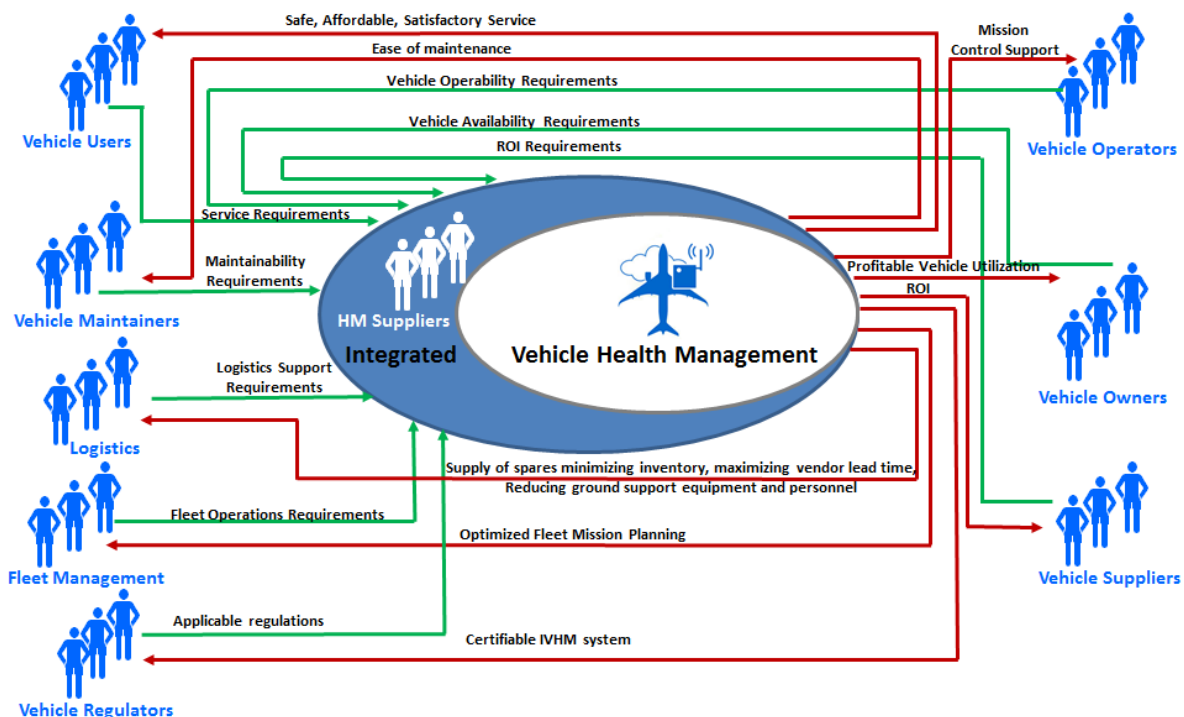 Safe, Affordable, Satisfactory Service
Mission
Control Support
Ease of maintenance
Vehicle Operability Requirements
Vehicle Users
Vehicle Availability Requirements
ROI Requirements
Vehicle Operators
Service Requirements
Maintainability
Requirements
Profitable Vehicle Utilization
ROI
Vehicle Maintainers
HM Suppliers
Integrated
Vehicle Health Management
Logistics Support
Requirements
Vehicle Owners
Logistics
Supply of spares minimizing inventory, maximizing vendor lead time,
Reducing ground support equipment and personnel
Fleet Operations Requirements
Optimized Fleet Mission Planning
Fleet Management
Vehicle Suppliers
Applicable regulations
Certifiable IVHM system
Vehicle Regulators